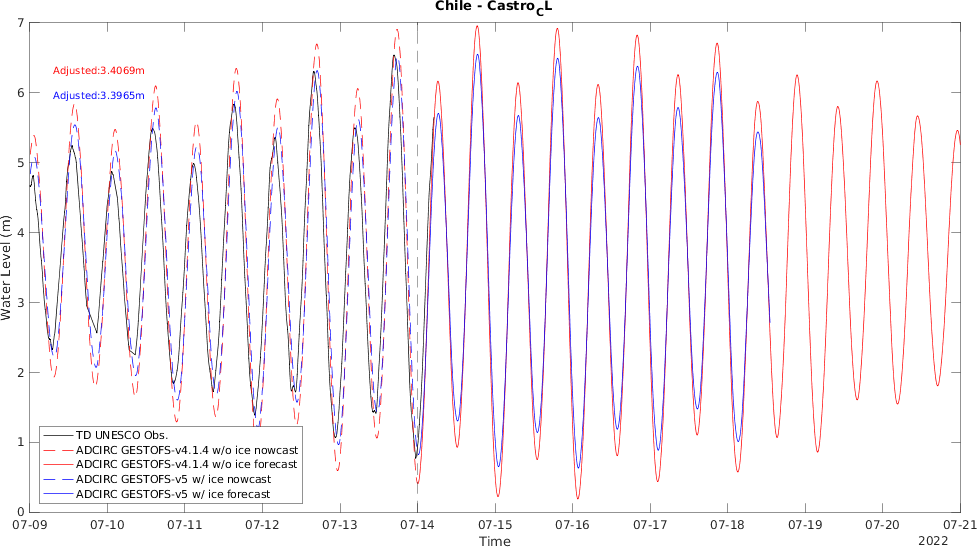 Chile - CastroCL
Adjusted:3.4069m
Adjusted:3.3965m
7
6
5
4
3
2
1
0
Water Level (m)
TD UNESCO Obs.
ADCIRC GESTOFS-v4.1.4 w/o ice nowcast
ADCIRC GESTOFS-v4.1.4 w/o ice forecast
ADCIRC GESTOFS-v5 w/ ice nowcast
ADCIRC GESTOFS-v5 w/ ice forecast
07-09 07-10 07-11 07-12 07-13 07-14 07-15 07-16 07-17 07-18 07-19 07-20 07-21
Time
2022